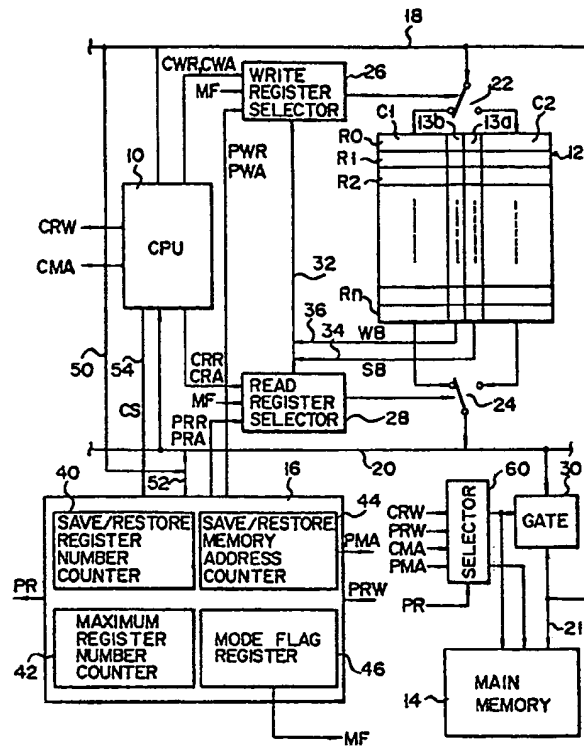 18
CWR,CWA
MF
WRITE
REGISTER
SELECTOR
26
22
C1
13b
13a
C2
R0
R1
R2
12
Rn
10
CPU
CRW
CMA
PWR
PWA
32
36
34
WB
SB
50
54
CS
CRR
CRA
MF
PRR
PRA
READ
REGISTER
SELECTOR
28
24
52
20
40
16
44
60
30
SAVE/RESTORE
REGISTER
NUMBER
COUNTER
SAVE/RESTORE
MEMORY
ADDRESS
COUNTER
PMA
PRW
PR
CRW
PRW
CMA
PMA
PR
SELECTOR
GATE
MAXIMUM
REGISTER
NUMBER
COUNTER
42
MODE FLAG
REGISTER
46
21
14
MAIN
MEMORY
MF